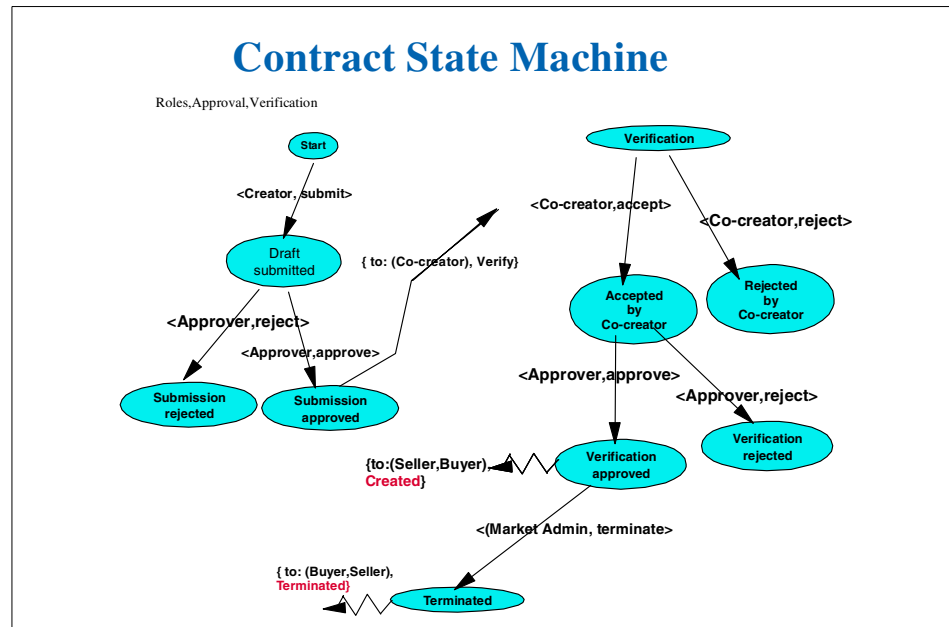 Contract State Machine
Roles,Approval,Verification
Start
<Creator, submit>
Draft
submitted
<Approver,reject>
<Approver,approve>
Submission
rejected
Submission
approved
{ to: (Co-creator), Verify}
Verification
<Co-creator,accept>
<Co-creator,reject>
Accepted
by
Co-creator
Rejected
by
Co-creator
<Approver,approve>
<Approver,reject>
Verification
approved
Verification
rejected
{to:(Seller,Buyer),
Created}
<(Market Admin, terminate>
{ to: (Buyer,Seller),
Terminated}
Terminated